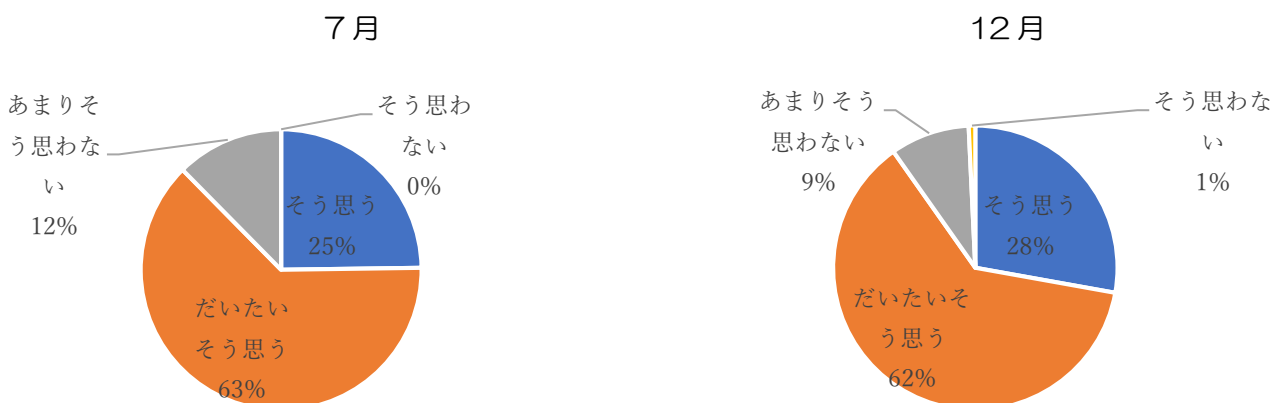 7月
あまりそ
う思わな
い
12%
そう思わ
ない
0%
そう思う
25%
だいたい
そう思う
63%
12月
あまりそう
思わない
9%
そう思わな
い
1%
そう思う
28%
だいたいそ
う思う
62%